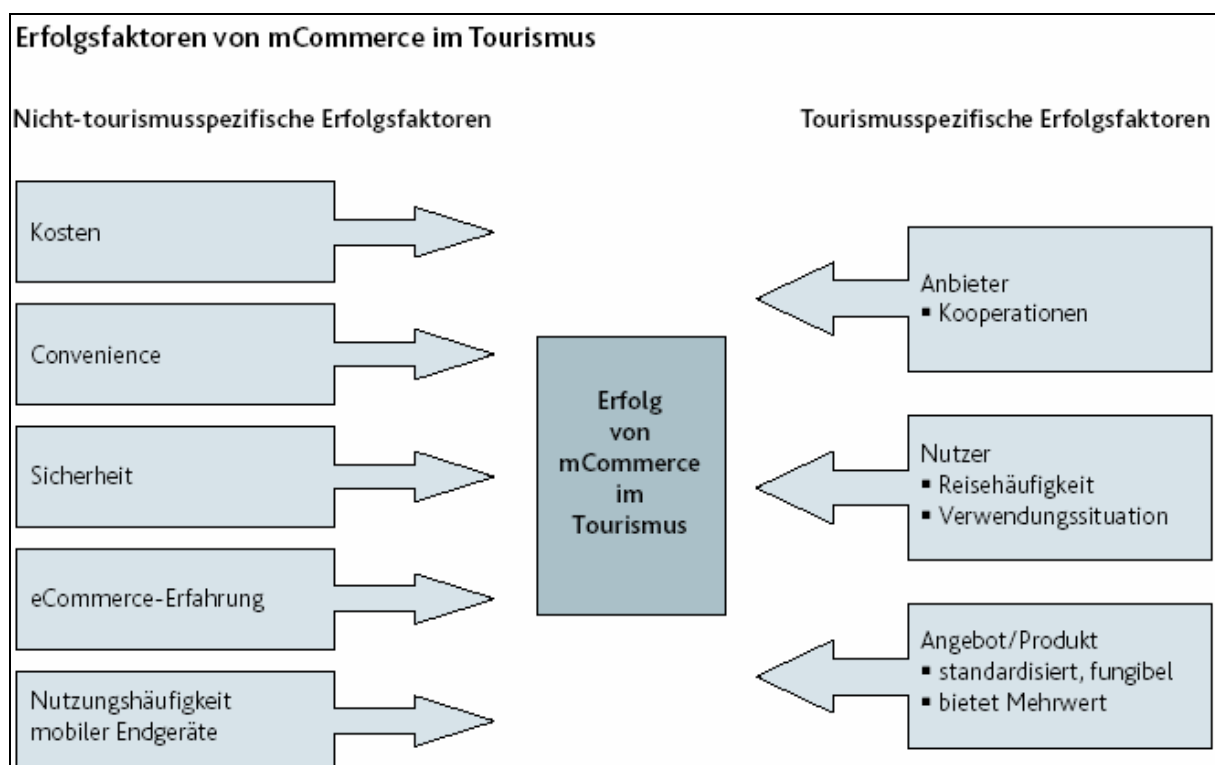 Erfolgsfaktoren von mCommerce im Tourismus
Nicht-tourismusspezifische Erfolgsfaktoren
Kosten
Convenience
Sicherheit
eCommerce-Erfahrung
Nutzungshäufigkeit
mobiler Endgeräte
Erfolg
von
mCommerce
im
Tourismus
Tourismusspezifische Erfolgsfaktoren
Anbieter
▪ Kooperationen
Nutzer
▪ Reisehäufigkeit
▪ Verwendungssituation
Angebot/Produkt
▪ standardisiert, fungibel
▪ bietet Mehrwert